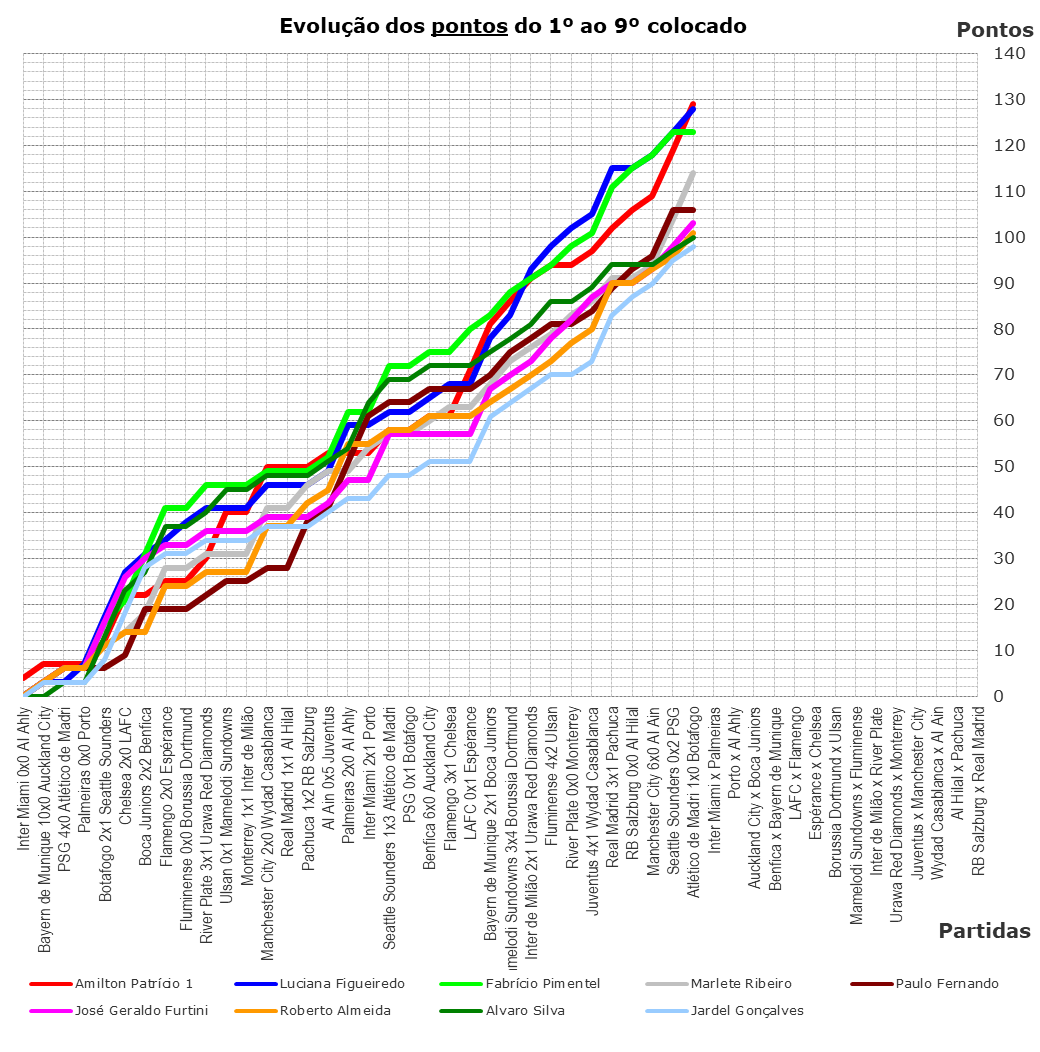 Evolução dos pontos do 1º ao 9º colocado
Pontos
140
130
120
110
100
90
80
70
60
50
40
30
20
10
0
Inter Miami 0x0 Al Ahly
Bayern de Munique 10x0 Auckland City
PSG 4x0 Atlético de Madri
Palmeiras 0x0 Porto
Botafogo 2x1 Seattle Sounders
Chelsea 2x0 LAFC
Boca Juniors 2x2 Benfica
Flamengo 2x0 Espérance
Fluminense 0x0 Borussia Dortmund
River Plate 3x1 Urawa Red Diamonds
Ulsan 0x1 Mamelodi Sundowns
Monterrey 1x1 Inter de Milão
Manchester City 2x0 Wydad Casablanca
Real Madrid 1x1 Al Hilal
Pachuca 1x2 RB Salzburg
Al Ain 0x5 Juventus
Palmeiras 2x0 Al Ahly
Inter Miami 2x1 Porto
Seattle Sounders 1x3 Atlético de Madri
PSG 0x1 Botafogo
Benfica 6x0 Auckland City
Flamengo 3x1 Chelsea
LAFC 0x1 Espérance
Bayern de Munique 2x1 Boca Juniors
amelodi Sundowns 3x4 Borussia Dortmund
Inter de Milão 2x1 Urawa Red Diamonds
Fluminense 4x2 Ulsan
River Plate 0x0 Monterrey
Juventus 4x1 Wydad Casablanca
Real Madrid 3x1 Pachuca
RB Salzburg 0x0 Al Hilal
Manchester City 6x0 Al Ain
Seattle Sounders 0x2 PSG
Atlético de Madri 1x0 Botafogo
Inter Miami x Palmeiras
Porto x Al Ahly
Auckland City x Boca Juniors
Benfica x Bayern de Munique
LAFC x Flamengo
Espérance x Chelsea
Borussia Dortmund x Ulsan
Mamelodi Sundowns x Fluminense
Inter de Milão x River Plate
Urawa Red Diamonds x Monterrey
Juventus x Manchester City
Wydad Casablanca x Al Ain
Al Hilal x Pachuca
RB Salzburg x Real Madrid
Partidas
Amilton Patrício 1
Luciana Figueiredo
Fabrício Pimentel
Marlete Ribeiro
Paulo Fernando
José Geraldo Furtini
Roberto Almeida
Alvaro Silva
Jardel Gonçalves